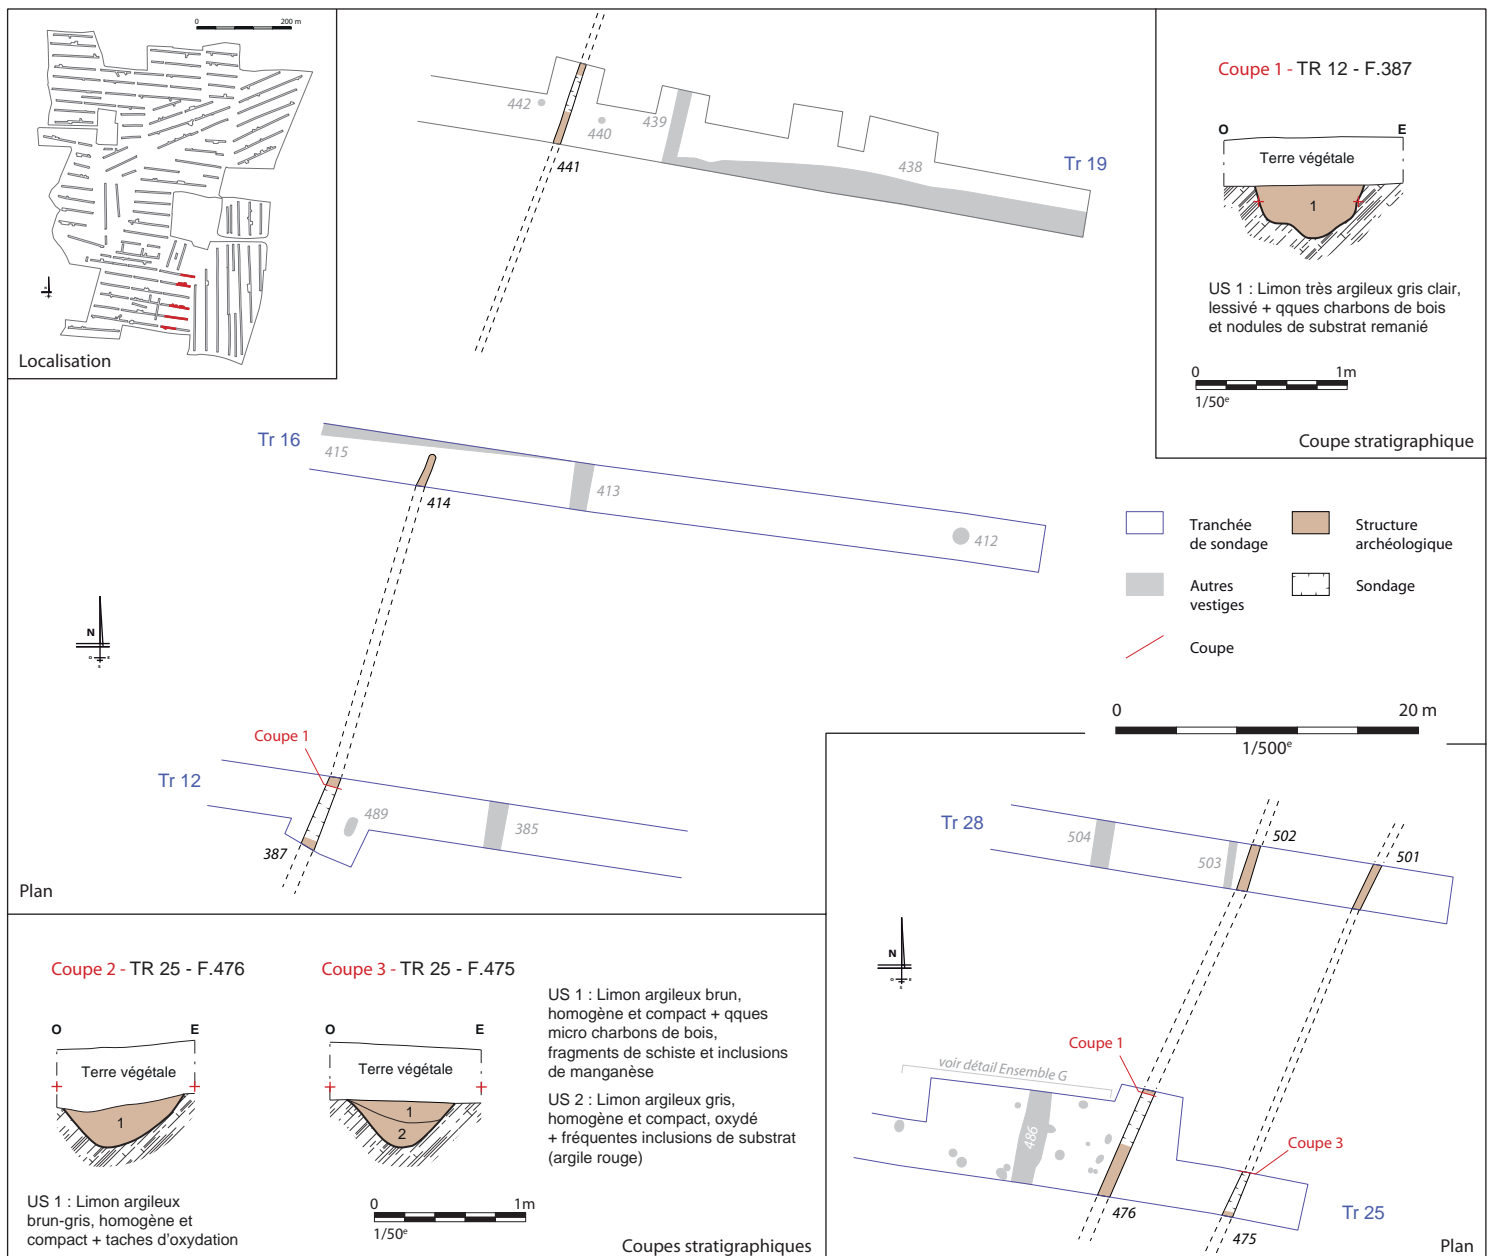 0
200 m
Localisation
442
440
439
441
438
Tr 19
Coupe 1 - TR 12 - F.387
O
E
Terre végétale
1
US 1 : Limon très argileux gris clair,
lessivé + qques charbons de bois
et nodules de substrat remanié
0
1m
1/50e
Coupe stratigraphique
Tr 16
415
414
413
412
N
Coupe 1
Tr 12
489
385
387
Plan
Tranchée
de sondage
Structure
archéologique
Autres
vestiges
Sondage
Coupe
0
20 m
1/500e
Coupe 2 - TR 25 - F.476
O
E
Terre végétale
1
US 1 : Limon argileux
brun-gris, homogène et
compact + taches d'oxydation
Coupe 3 - TR 25 - F.475
O
E
Terre végétale
1
2
US 1 : Limon argileux brun,
homogène et compact + qques
micro charbons de bois,
fragments de schiste et inclusions
de manganèse
US 2 : Limon argileux gris,
homogène et compact, oxydé
+ fréquentes inclusions de substrat
(argile rouge)
0
1m
1/50e
Coupes stratigraphiques
Tr 28
504
503
502
501
N
Coupe 1
voir détail Ensemble G
486
Coupe 3
476
475
Tr 25
Plan